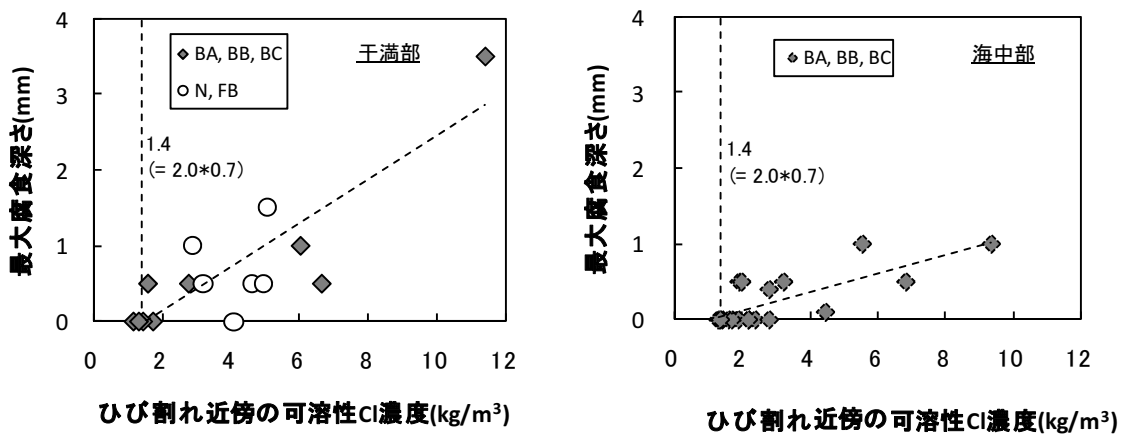 最大腐食深さ(mm)
4
3
2
1
0
BA, BB, BC
N, FB
干満部
1.4
(= 2.0*0.7)
0 2 4 6 8 10 12
ひび割れ近傍の可溶性Cl濃度(kg/m³)
最大腐食深さ(mm)
4
3
2
1
0
BA, BB, BC
海中部
1.4
(= 2.0*0.7)
0 2 4 6 8 10 12
ひび割れ近傍の可溶性Cl濃度(kg/m³)